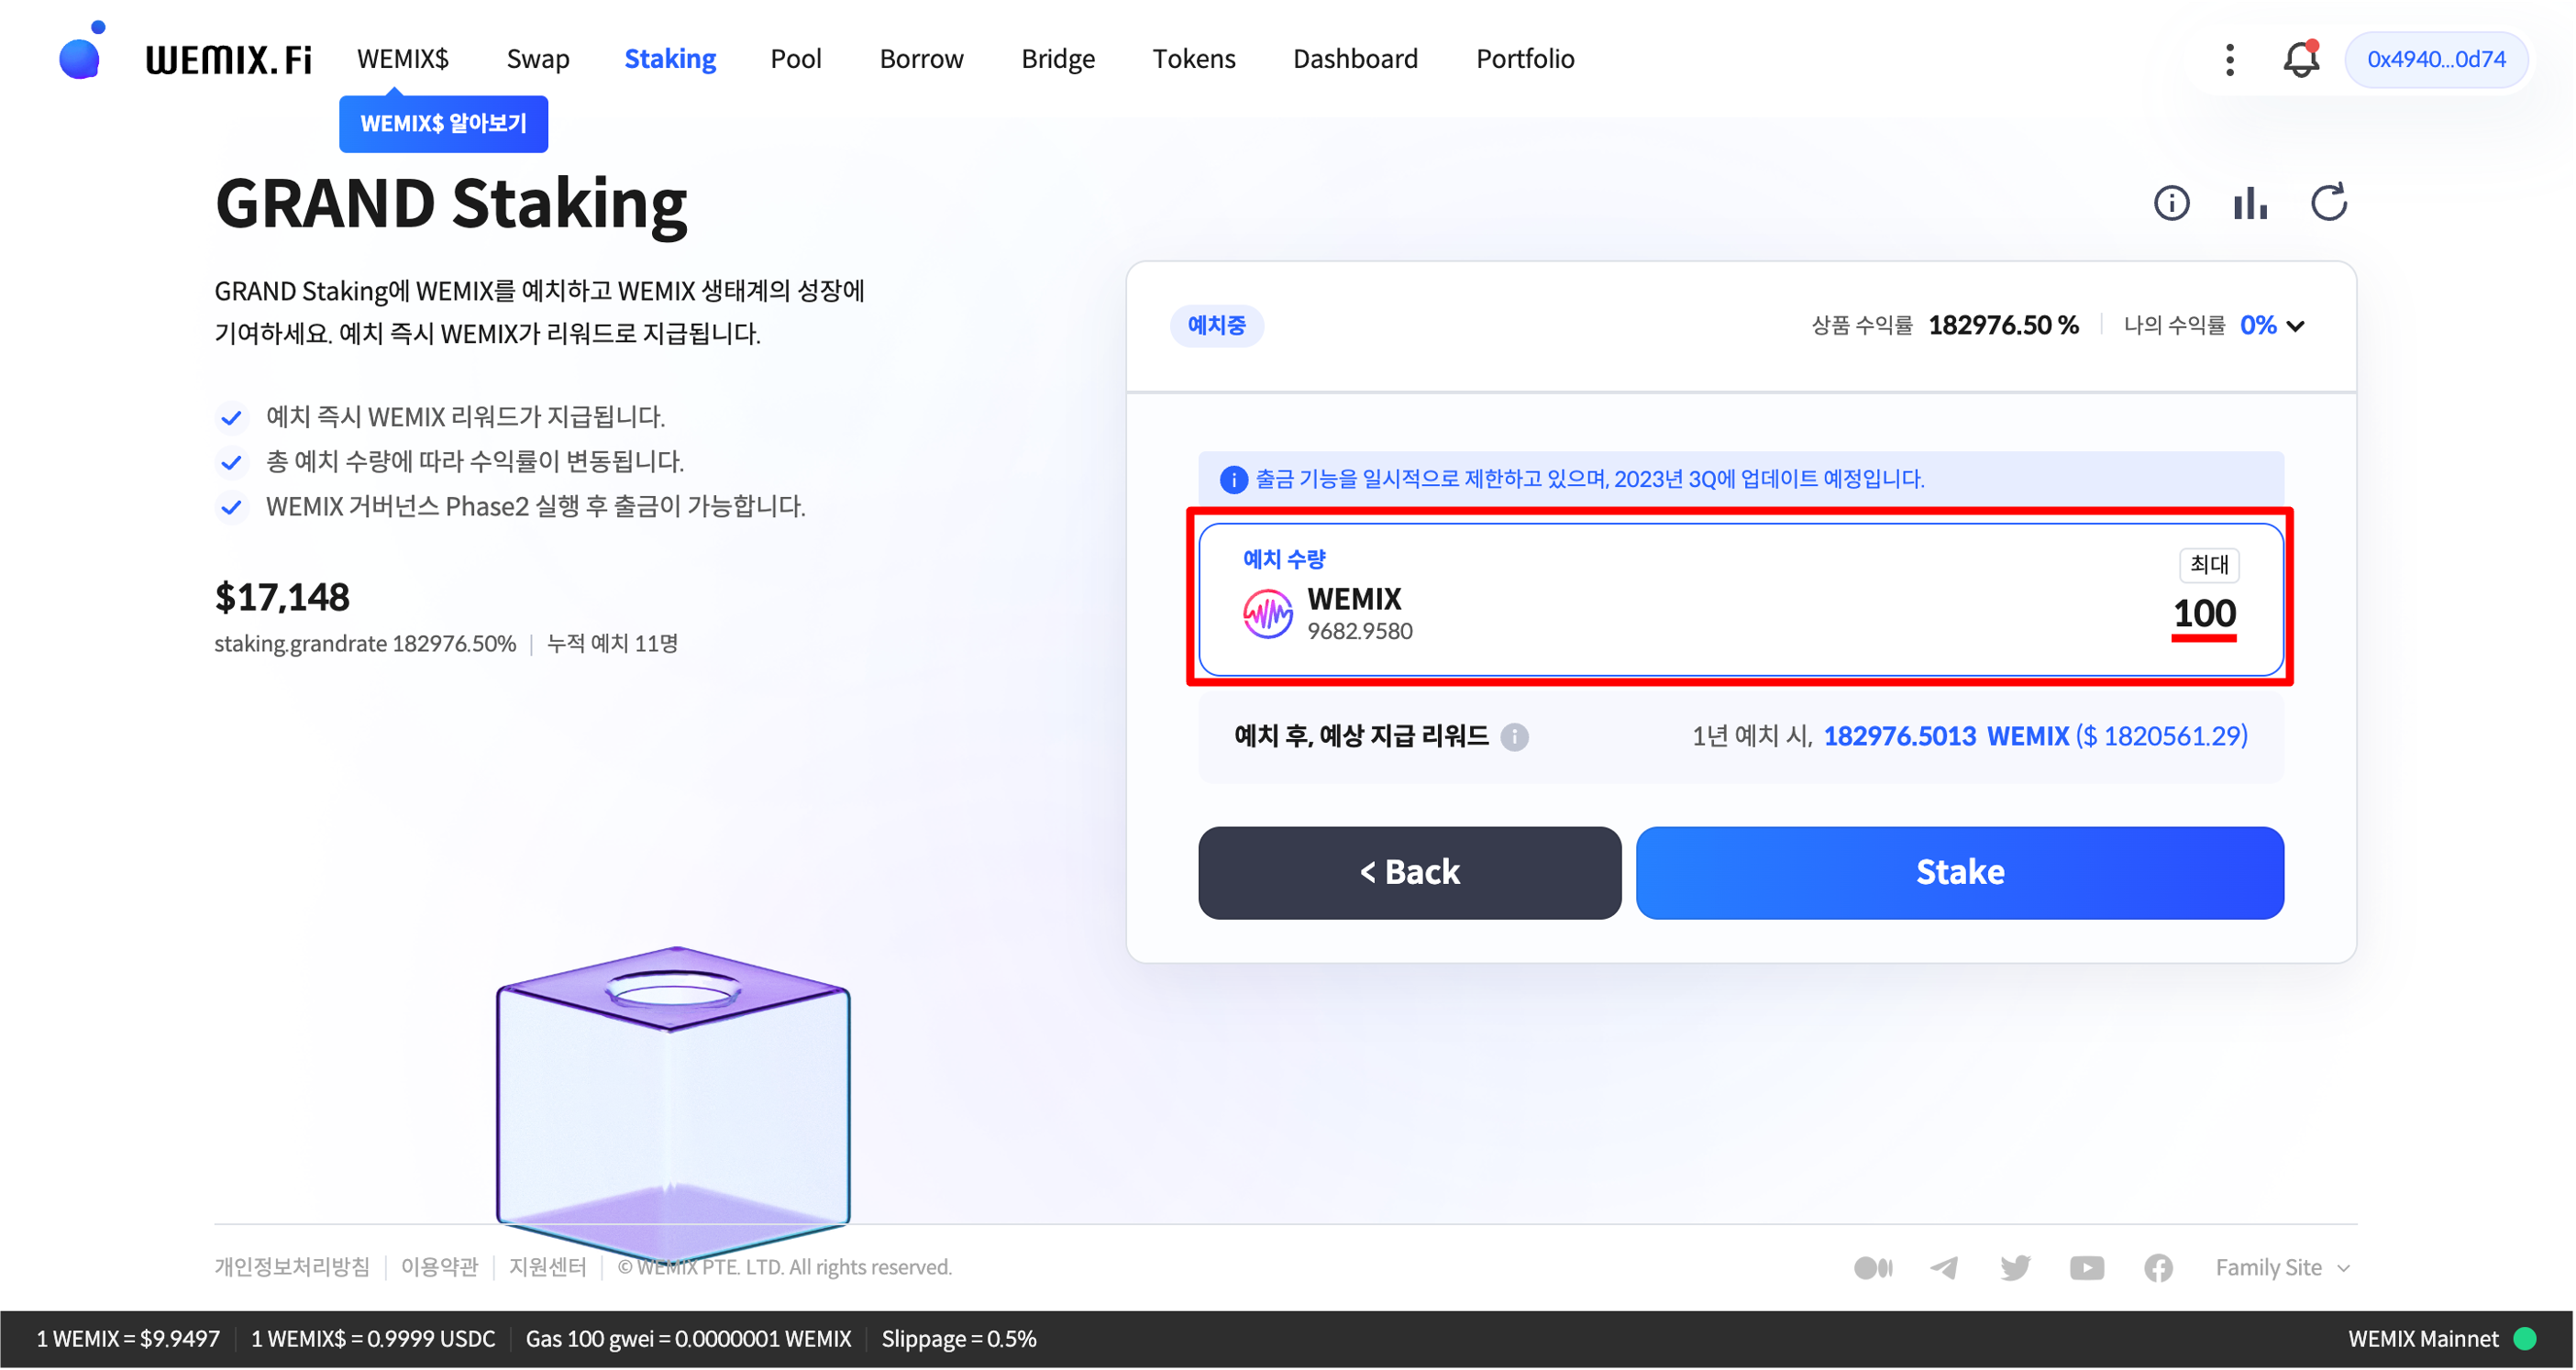 WEMIX.Fi WEMIX$ Swap Staking Pool Borrow Bridge Tokens Dashboard Portfolio 0x4940...0d74
WEMIX$ 알아보기
GRAND Staking
GRAND Staking에 WEMIX를 예치하고 WEMIX 생태계의 성장에
기여하세요. 예치 즉시 WEMIX가 리워드로 지급됩니다.
예치 즉시 WEMIX 리워드가 지급됩니다.
총 예치 수량에 따라 수익률이 변동됩니다.
WEMIX 거버넌스 Phase2 실행 후 출금이 가능합니다.
$17,148
staking.grandrate 182976.50% | 누적 예치 11명
예치중 상품 수익률 182976.50 % | 나의 수익률 0%
출금 기능을 일시적으로 제한하고 있으며, 2023년 3Q에 업데이트 예정입니다.
예치 수량 최대
WEMIX 100
9682.9580
예치 후, 예상 지급 리워드 1년 예치 시, 182976.5013 WEMIX ($ 1820561.29)
< Back Stake
개인정보처리방침 | 이용약관 | 지원센터 | © WEMIX PTE. LTD. All rights reserved. Family Site
1 WEMIX = $9.9497 | 1 WEMIX$ = 0.9999 USDC | Gas 100 gwei = 0.0000001 WEMIX | Slippage = 0.5% WEMIX Mainnet